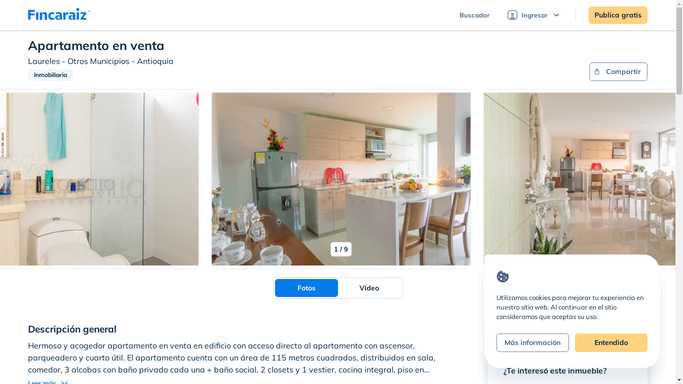 Fincaraiz
Buscador
Ingresar
Publica gratis
Apartamento en venta
Laureles - Otros Municipios - Antioquia
Inmobiliaria
Compartir
1 / 9
Fotos
Video
Utilizamos cookies para mejorar tu experiencia en
nuestro sitio web. Al continuar en el sitio
consideramos que aceptas su uso.
Más información
Entendido
¿Te interesó este inmueble?
Descripción general
Hermoso y acogedor apartamento en venta en edificio con acceso directo al apartamento con ascensor,
parqueadero y cuarto útil. El apartamento cuenta con un área de 115 metros cuadrados, distribuidos en sala,
comedor, 3 alcobas con baño privado cada una + baño social, 2 closets y 1 vestier, cocina integral, piso en...
Leer más